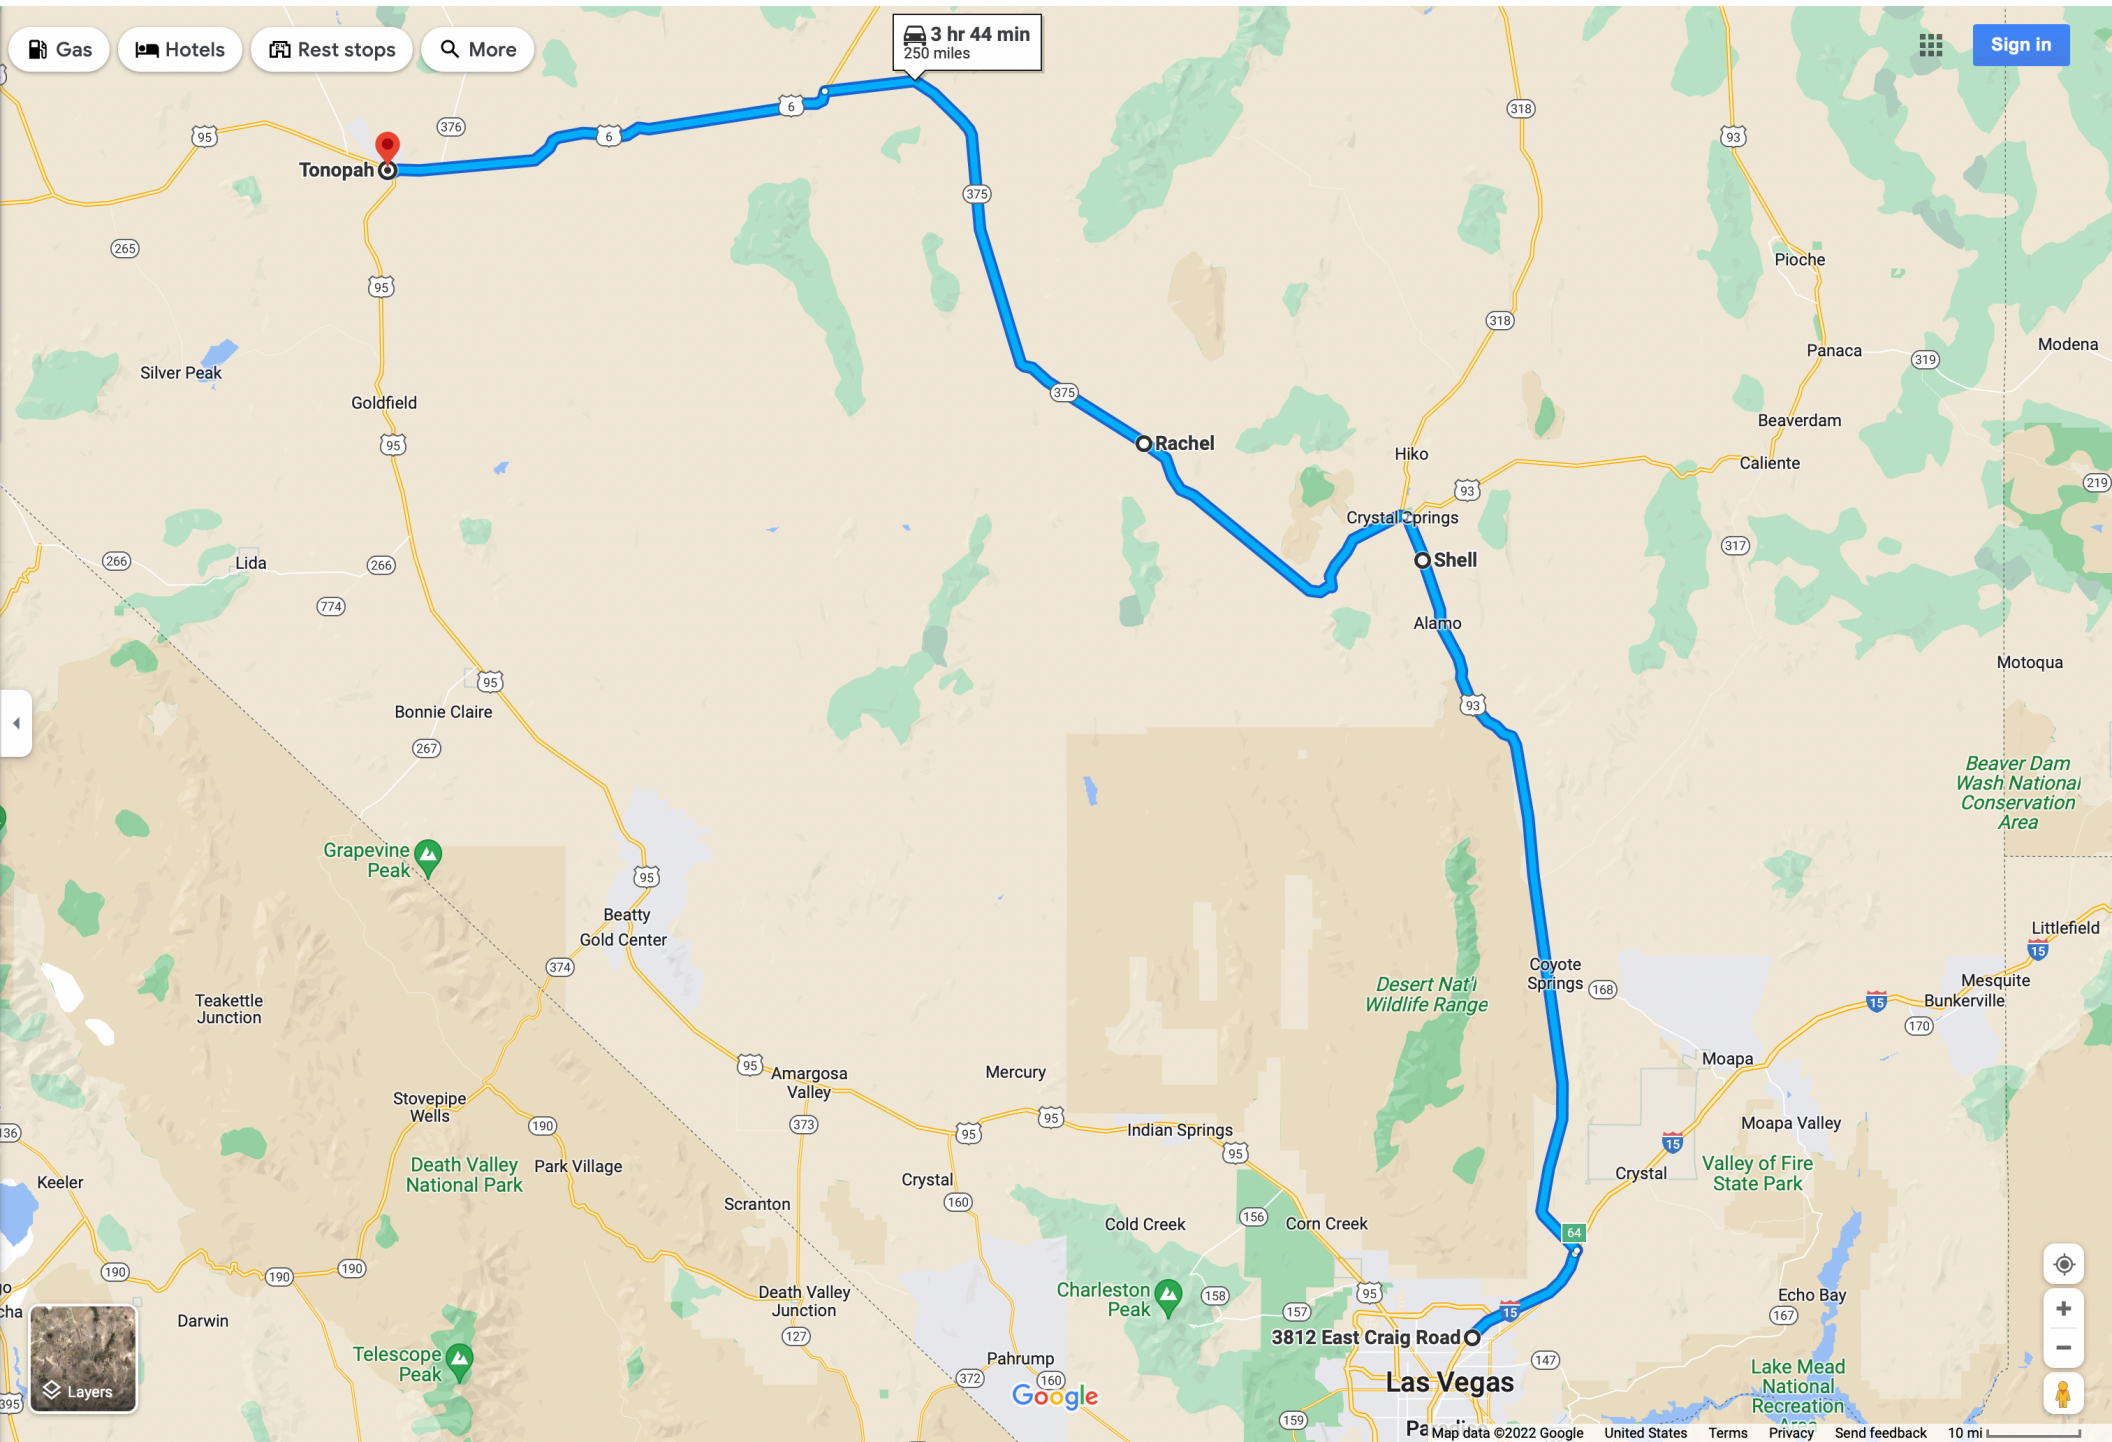 Gas
Hotels
Rest stops
More
3 hr 44 min
250 miles
Sign in
6
95
376
6
318
93
Tonopah
375
265
95
Pioche
318
Silver Peak
Goldfield
375
Panaca
319
Modena
95
Rachel
Beaverdam
Hiko
Caliente
93
219
Crystal Springs
266
Lida
266
Shell
317
774
Alamo
Motoqua
95
Bonnie Claire
93
267
Beaver Dam
Wash National
Conservation
Area
Grapevine
Peak
95
Beatty
Gold Center
374
Littlefield
15
Coyote
Springs
168
Desert Nat'l
Wildlife Range
Mesquite
Bunkerville
15
170
Teakettle
Junction
95
Amargosa
Valley
Mercury
Moapa
Stovepipe
Wells
190
373
95
95
Indian Springs
95
Moapa Valley
15
136
Keeler
Death Valley
National Park
Park Village
Crystal
160
Crystal
Valley of Fire
State Park
Scranton
Cold Creek
156
Corn Creek
64
190
190
190
Death Valley
Junction
Charleston
Peak
158
157
95
15
Echo Bay
167
go
cha
Darwin
127
3812 East Craig Road
Telescope
Peak
Pahrump
372
160
147
Las Vegas
Lake Mead
National
Recreation
Area
Layers
395
Google
159
Map data ©2022 Google
United States
Terms
Privacy
Send feedback
10 mi